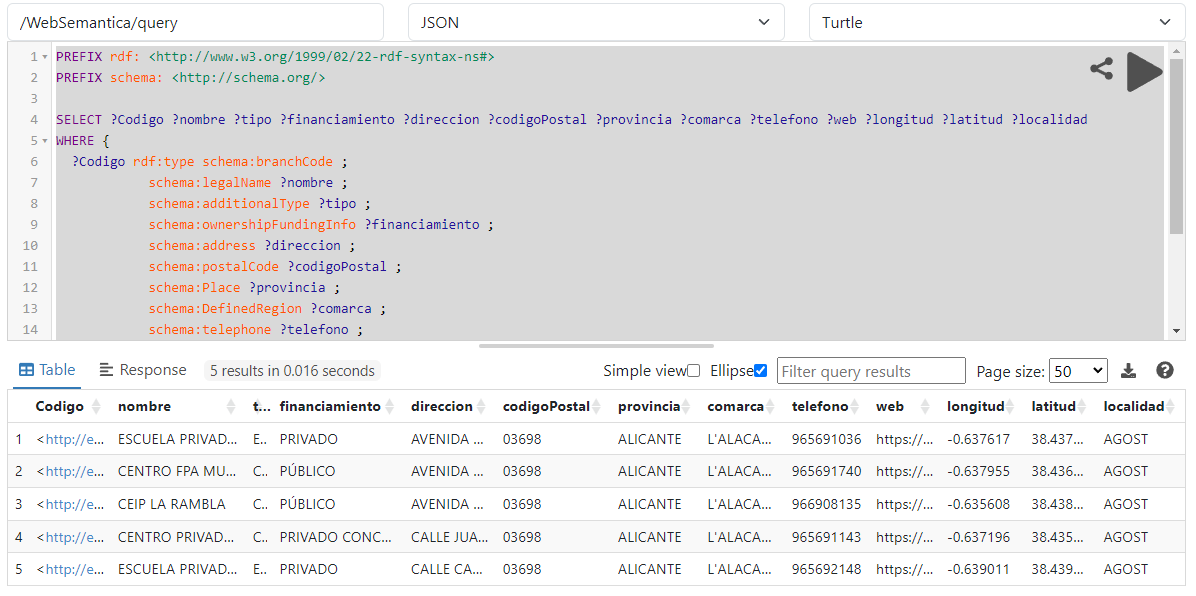 /WebSemantica/query JSON Turtle
1 PREFIX rdf: <http://www.w3.org/1999/02/22-rdf-syntax-ns#>
2 PREFIX schema: <http://schema.org/>
3
4 SELECT ?Codigo ?nombre ?tipo ?financiamiento ?direccion ?codigoPostal ?provincia ?comarca ?telefono ?web ?longitud ?latitud ?localidad
5 WHERE {
6 ?Codigo rdf:type schema:branchCode ;
7 schema:legalName ?nombre ;
8 schema:additionalType ?tipo ;
9 schema:ownershipFundingInfo ?financiamiento ;
10 schema:address ?direccion ;
11 schema:postalCode ?codigoPostal ;
12 schema:Place ?provincia ;
13 schema:DefinedRegion ?comarca ;
14 schema:telephone ?telefono ;
Table Response 5 results in 0.016 seconds Simple view Ellipse Filter query results Page size: 50
Codigo nombre t... financiamiento direccion codigoPostal provincia comarca telefono web longitud latitud localidad
1 <http://e... ESCUELA PRIVAD... E... PRIVADO AVENIDA ... 03698 ALICANTE L'ALACA... 965691036 https://... -0.637617 38.437... AGOST
2 <http://e... CENTRO FPA MU... C... PÚBLICO AVENIDA ... 03698 ALICANTE L'ALACA... 965691740 https://... -0.637955 38.436... AGOST
3 <http://e... CEIP LA RAMBLA C... PÚBLICO AVENIDA ... 03698 ALICANTE L'ALACA... 966908135 https://... -0.635608 38.438... AGOST
4 <http://e... CENTRO PRIVAD... C... PRIVADO CONC... CALLE JUA... 03698 ALICANTE L'ALACA... 965691143 https://... -0.637196 38.435... AGOST
5 <http://e... ESCUELA PRIVAD... E... PRIVADO CALLE CA... 03698 ALICANTE L'ALACA... 965692148 https://... -0.639011 38.439... AGOST